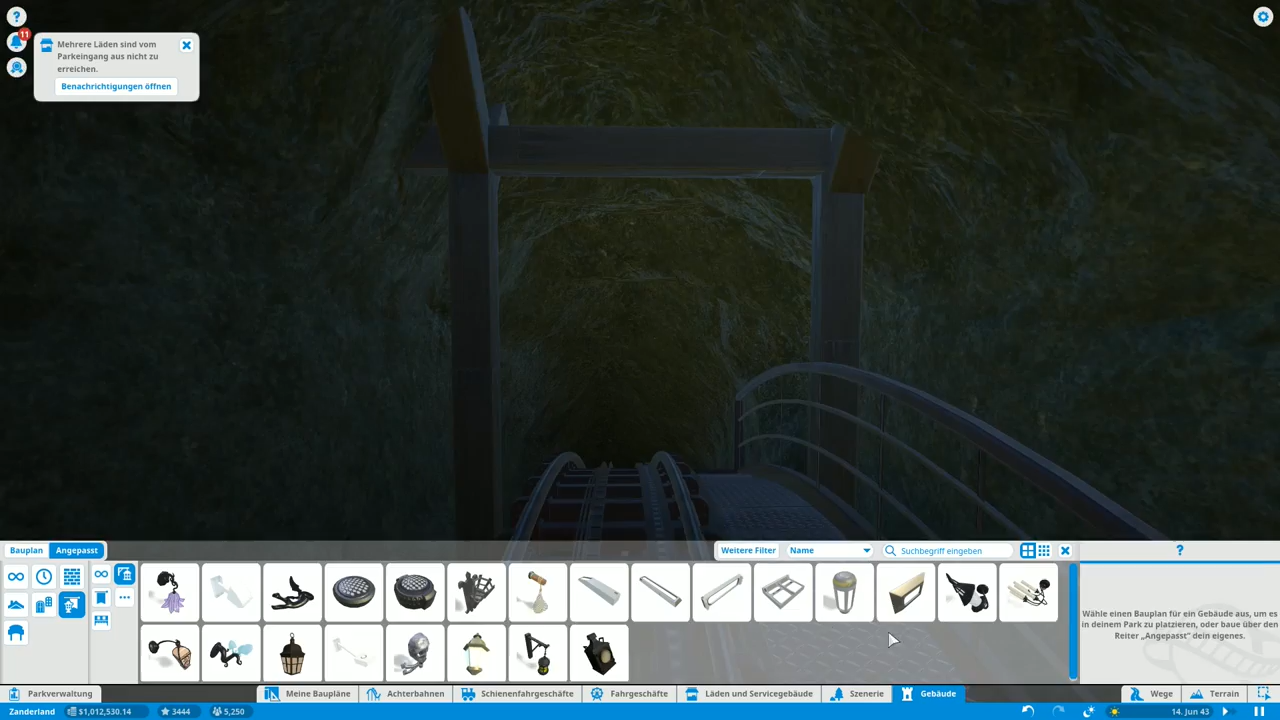 ?
11
Mehrere Läden sind vom
Parkeingang aus nicht zu
erreichen.
Benachrichtigungen öffnen
Bauplan
Angepasst
Weitere Filter
Name
Suchbegriff eingeben
?
Wähle einen Bauplan für ein Gebäude aus, um es
in deinem Park zu platzieren, oder baue über den
Reiter „Angepasst" dein eigenes.
Parkverwaltung
Meine Baupläne
Achterbahnen
Schienenfahrgeschäfte
Fahrgeschäfte
Läden und Servicegebäude
Szenerie
Gebäude
Wege
Terrain
Zanderland
$1,012,530.14
3444
5,250
14. Jun 43